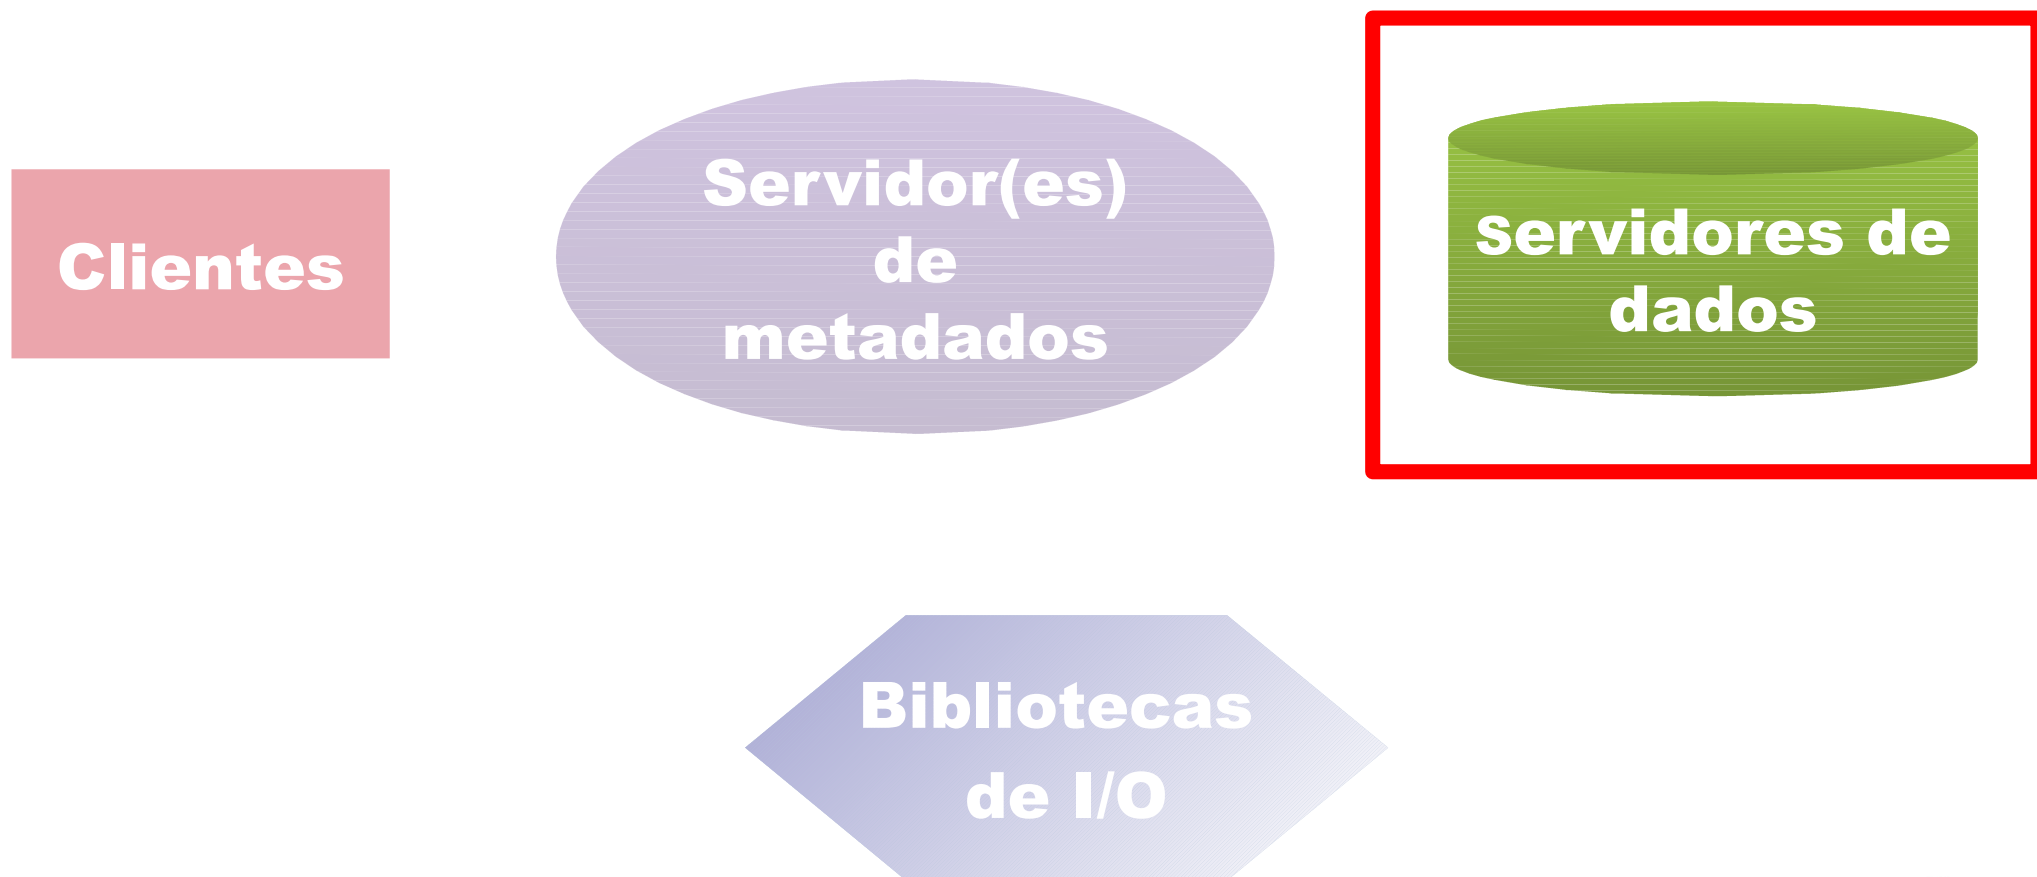 Clientes
Servidor(es)
de
metadados
Servidores de
dados
Bibliotecas
de I/O